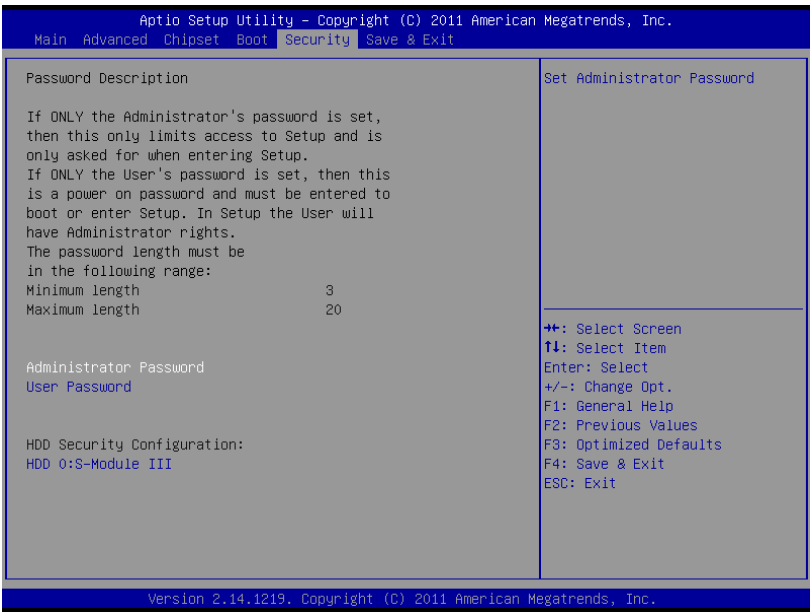 Aptio Setup Utility – Copyright (C) 2011 American Megatrends, Inc.
Main Advanced Chipset Boot Security Save & Exit
Password Description
If ONLY the Administrator's password is set,
then this only limits access to Setup and is
only asked for when entering Setup.
If ONLY the User's password is set, then this
is a power on password and must be entered to
boot or enter Setup. In Setup the User will
have Administrator rights.
The password length must be
in the following range:
Minimum length 3
Maximum length 20
Administrator Password
User Password
HDD Security Configuration:
HDD 0:S-Module III
Set Administrator Password
→←: Select Screen
↑↓: Select Item
Enter: Select
+/-: Change Opt.
F1: General Help
F2: Previous Values
F3: Optimized Defaults
F4: Save & Exit
ESC: Exit
Version 2.14.1219. Copyright (C) 2011 American Megatrends, Inc.